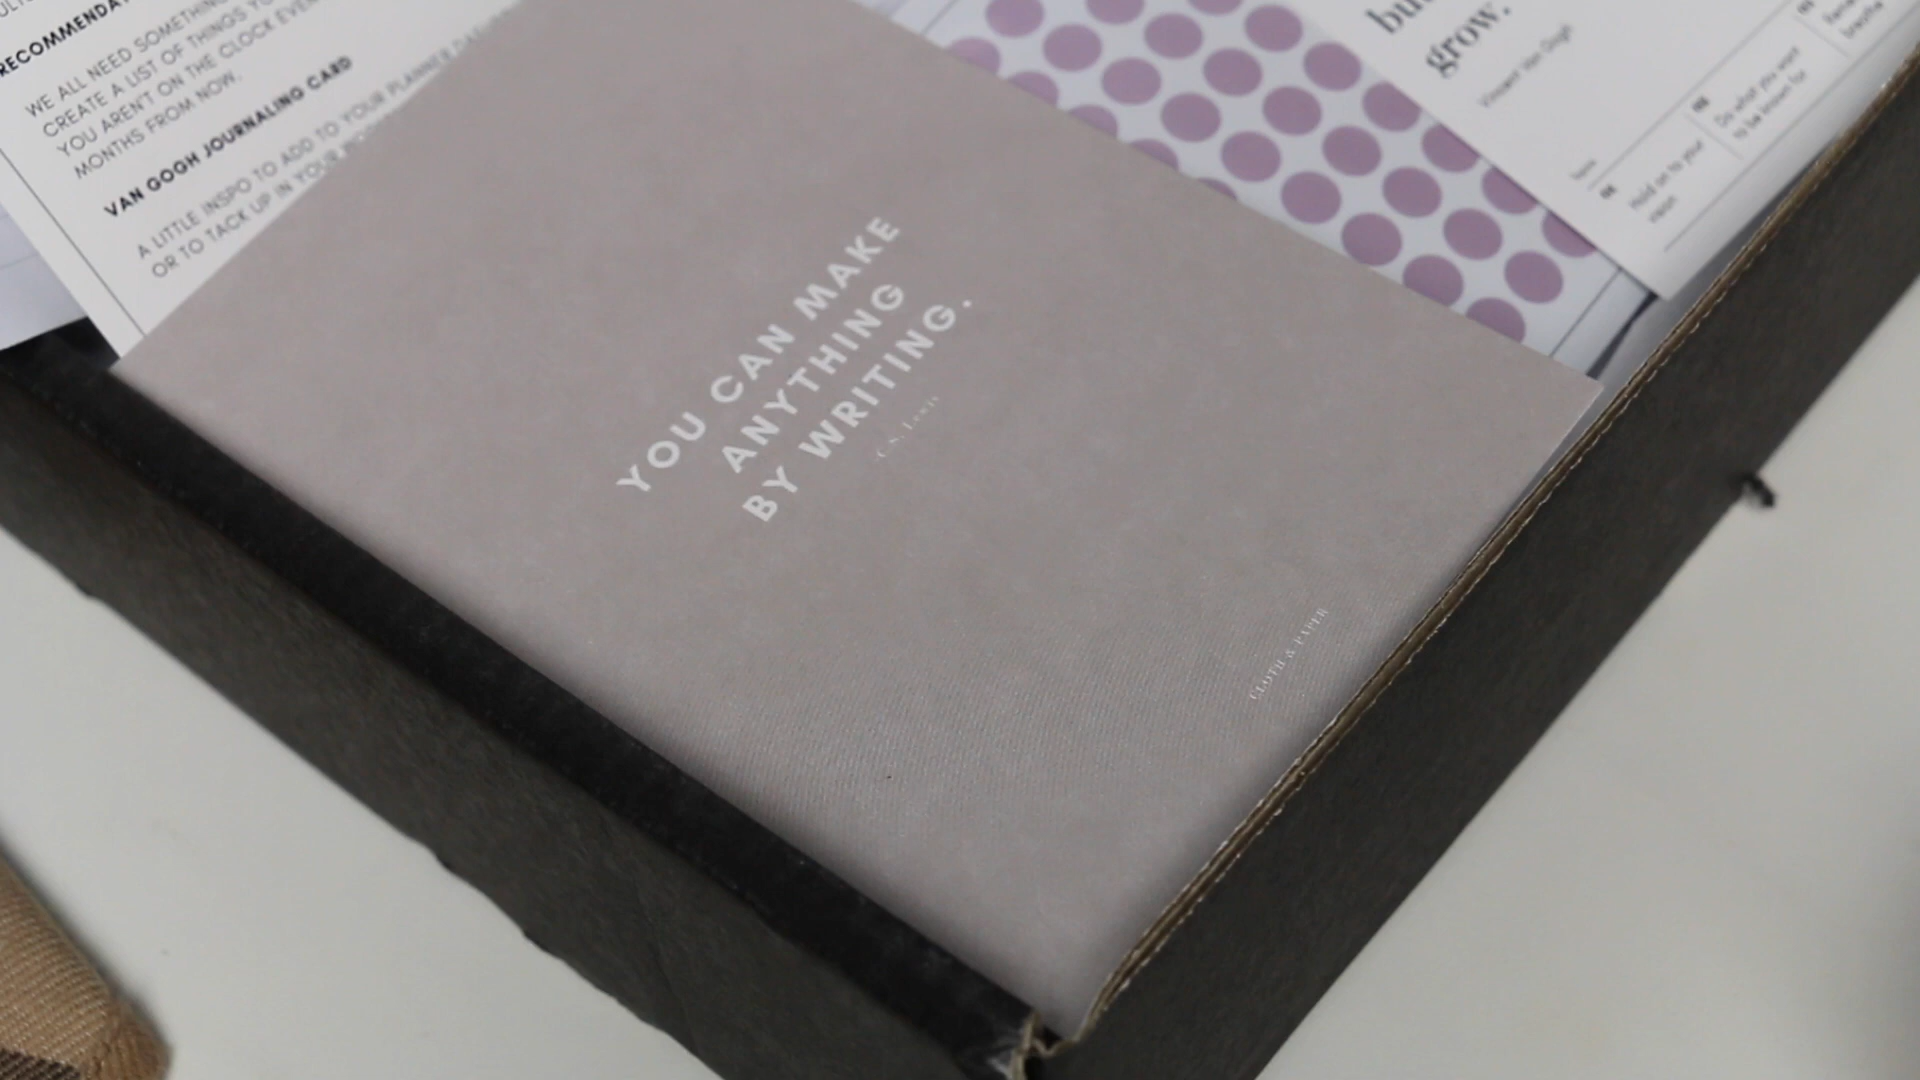 RECOMMENDA
WE ALL NEED SOMETHING
CREATE A LIST OF THINGS YO
YOU AREN'T ON THE CLOCK EVEN
MONTHS FROM NOW.
VAN GOGH JOURNALING CARD
A LITTLE INSPO TO ADD TO YOUR PLANNER
OR TO TACK UP IN YOUR
YOU CAN MAKE
ANYTHING
BY WRITING.
C.S. Lewis
CLOTH & PAPER
grow.
Vincent Van Gogh
Hold on to your
vision
Do what you want
to be known for